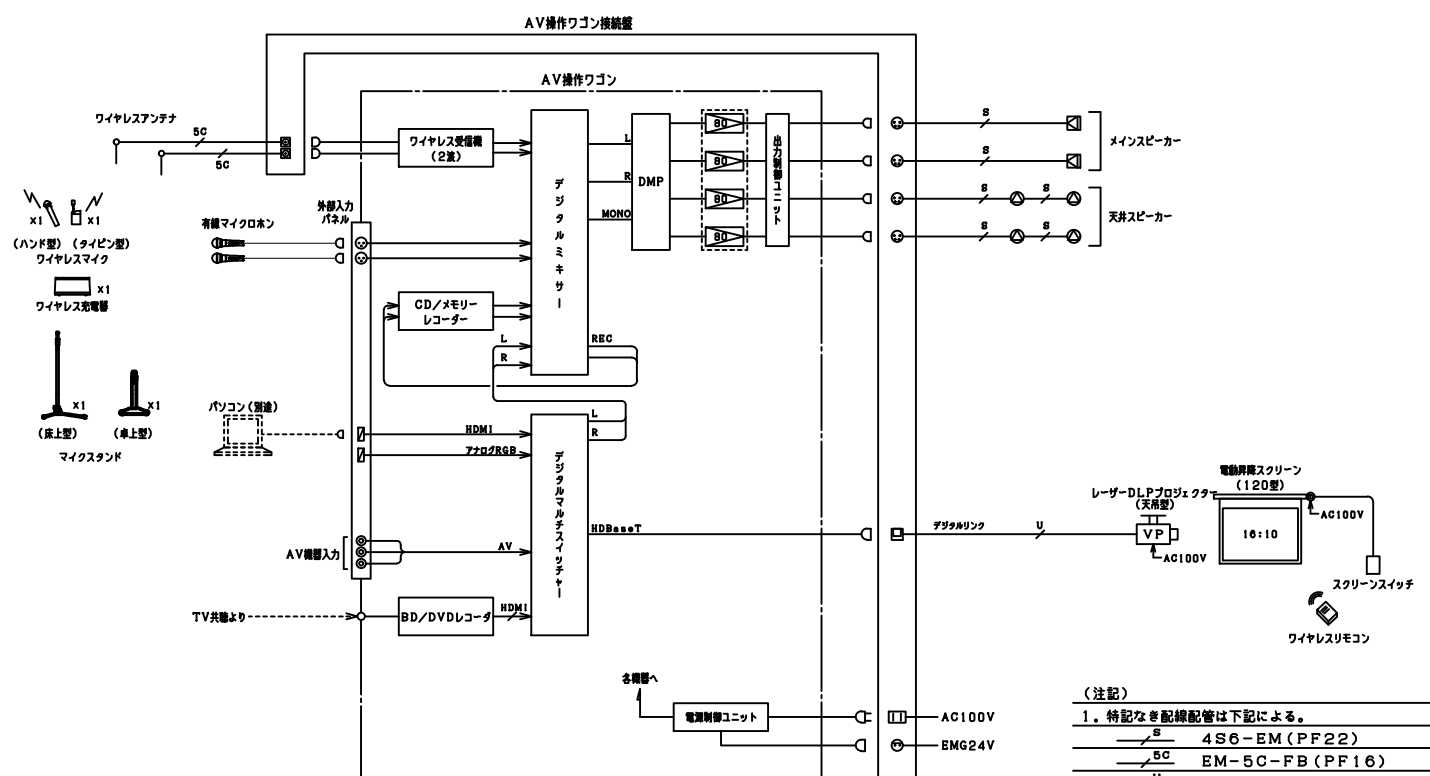 AV操作ワゴン接続盤
AV操作ワゴン
ワイヤレスアンテナ
5C
5C
ワイヤレス受信機
(2波)
デジタルミキサー
L
R
MONO
DMP
80
80
80
80
出力制御ユニット
S
S
メインスピーカー
S
S
S
S
天井スピーカー
x1
x1
(ハンド型)
(タイピン型)
ワイヤレスマイク
x1
ワイヤレス充電器
x1
x1
(床上型)
(卓上型)
マイクスタンド
外部入力
パネル
有線マイクロホン
CD/メモリー
レコーダー
L
R
REC
パソコン(別途)
HDMI
アナログRGB
L
R
デジタルマルチスイッチャー
HDBaseT
AV機器入力
AV
TV共聴より
BD/DVDレコーダ
HDMI
デジタルリンク
U
レーザーDLPプロジェクター
(天吊型)
VP
AC100V
電動昇降スクリーン
(120型)
16:10
AC100V
スクリーンスイッチ
ワイヤレスリモコン
各機器へ
電源制御ユニット
AC100V
EMG24V
(注記)
1。特記なき配線配管は下記による。
S
4S6-EM(PF22)
5C
EM-5C-FB(PF16)